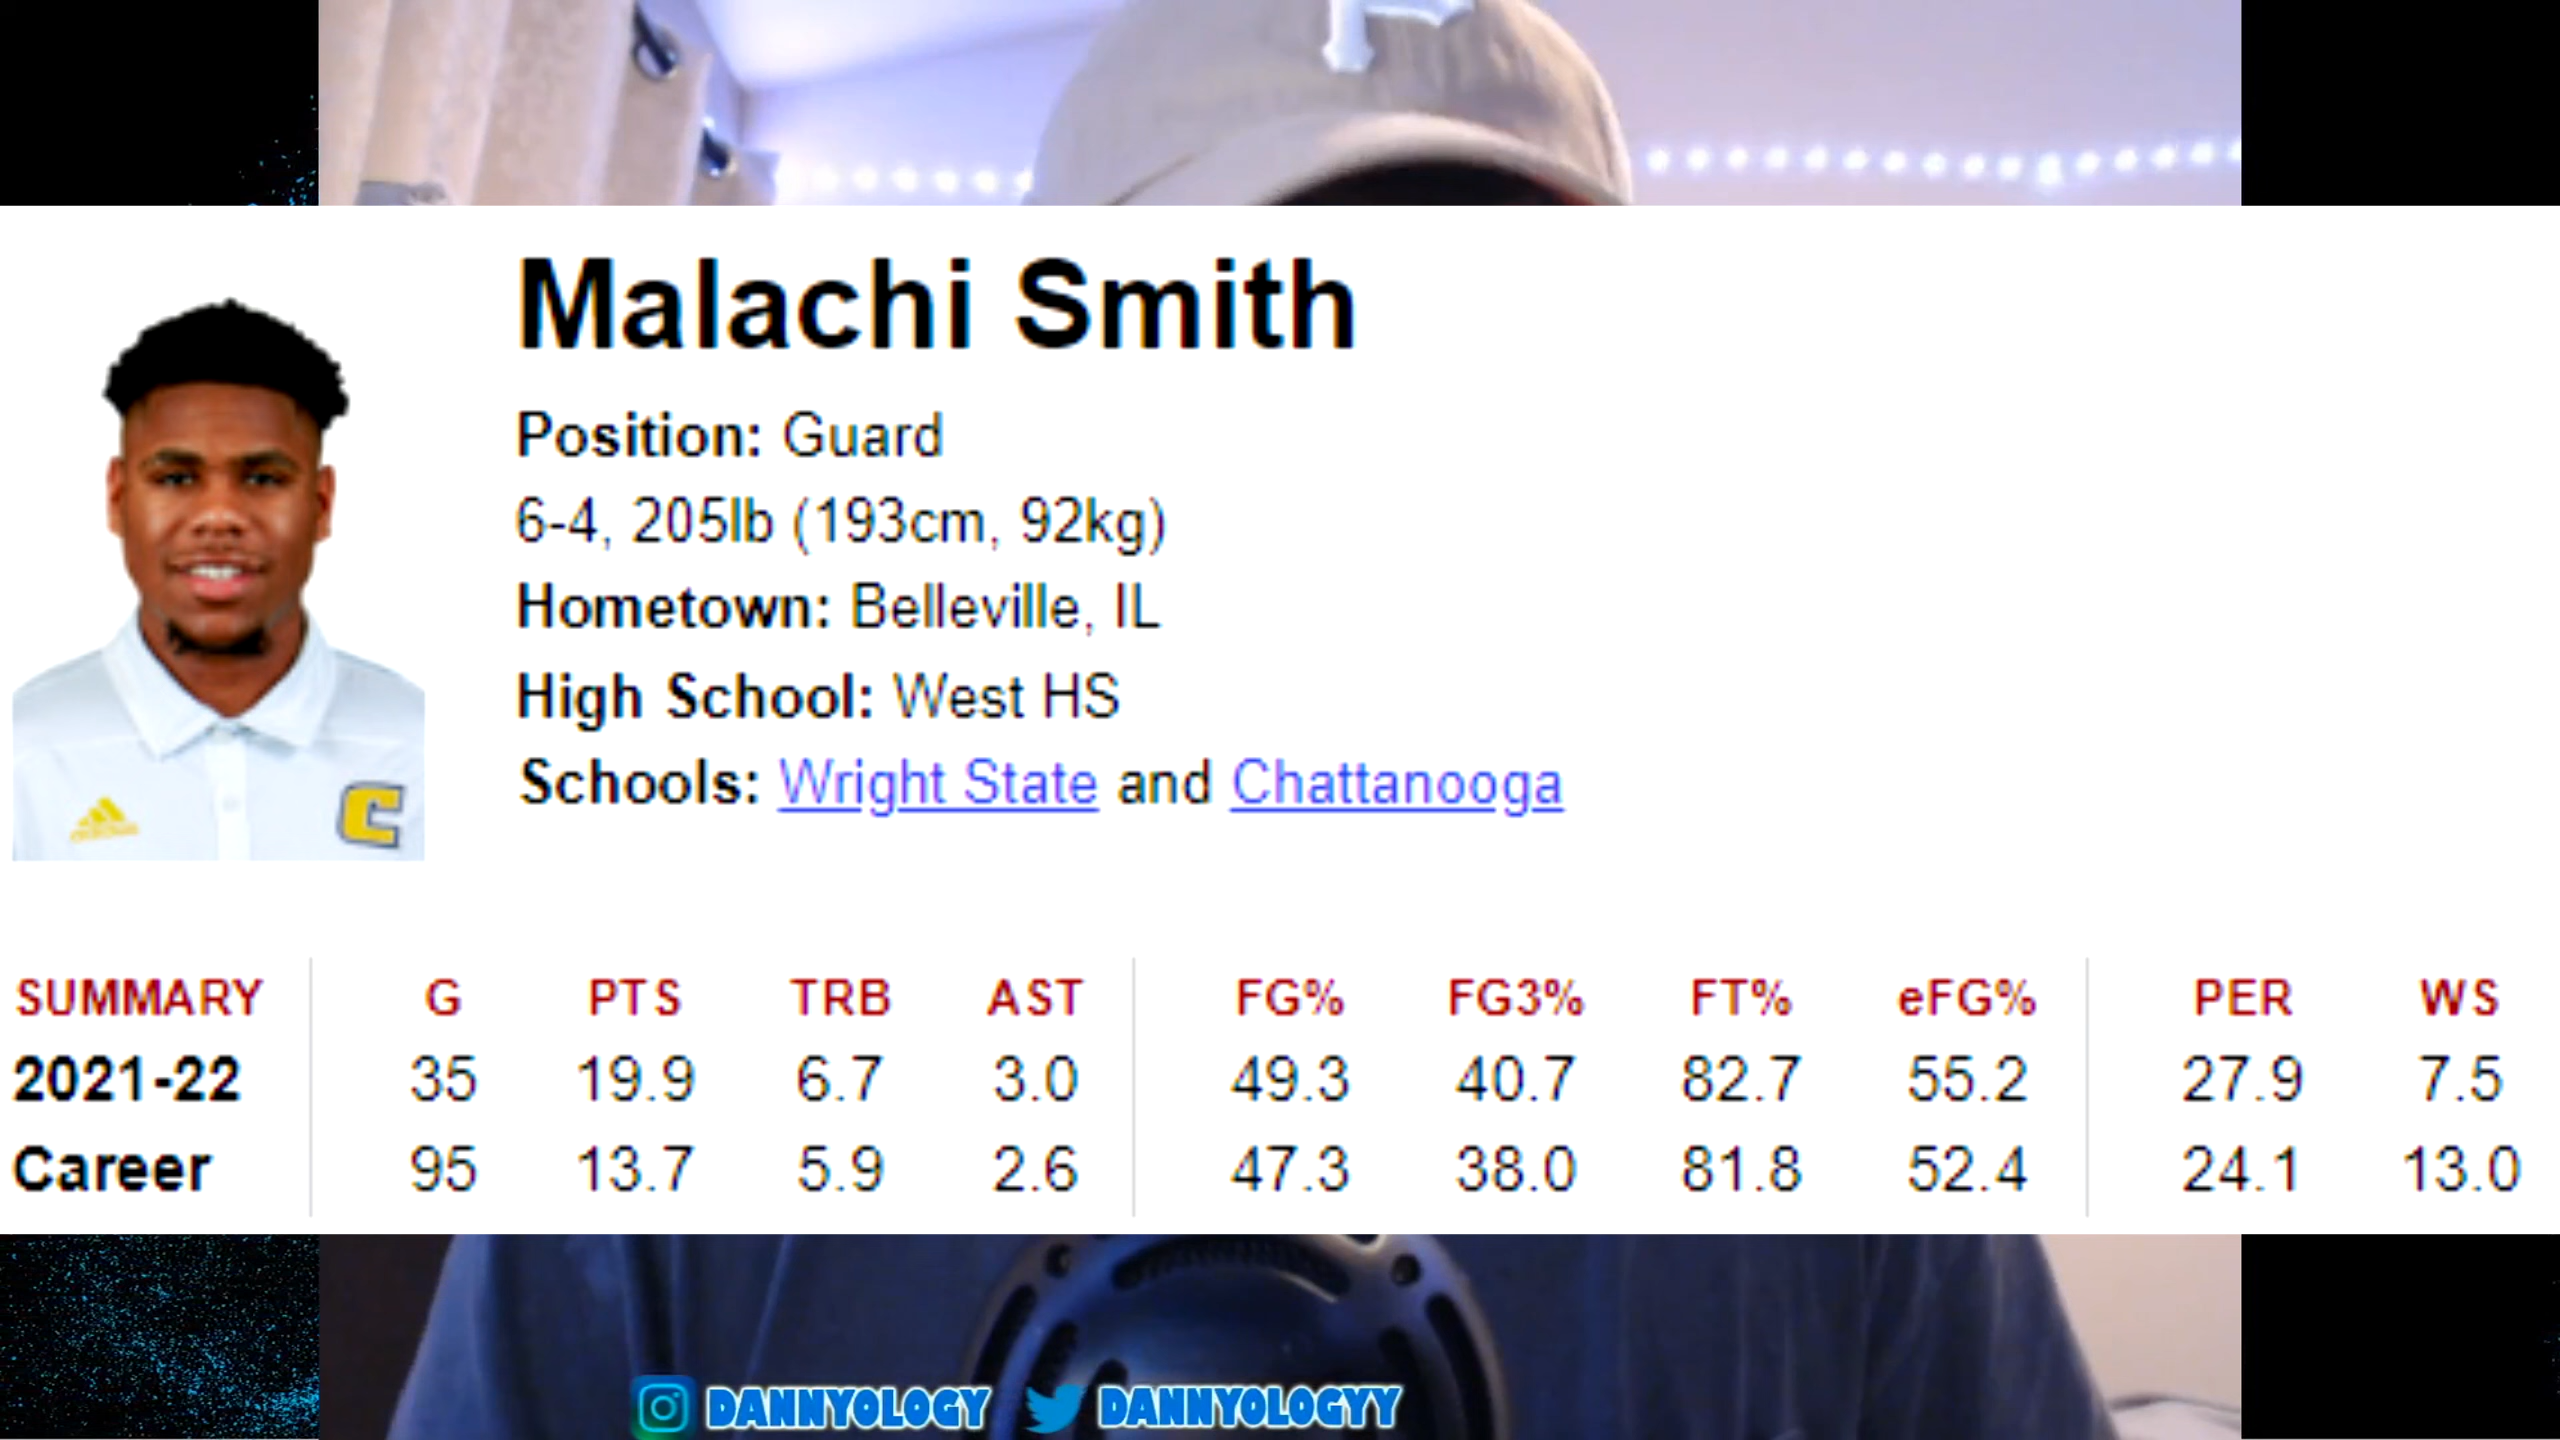 Malachi Smith
Position: Guard
6-4, 205lb (193cm, 92kg)
Hometown: Belleville, IL
High School: West HS
Schools: Wright State and Chattanooga
C
SUMMARY G PTS TRB AST FG% FG3% FT% eFG% PER WS
2021-22 35 19.9 6.7 3.0 49.3 40.7 82.7 55.2 27.9 7.5
Career 95 13.7 5.9 2.6 47.3 38.0 81.8 52.4 24.1 13.0
DANNYOLOGY DANNYOLOGYY